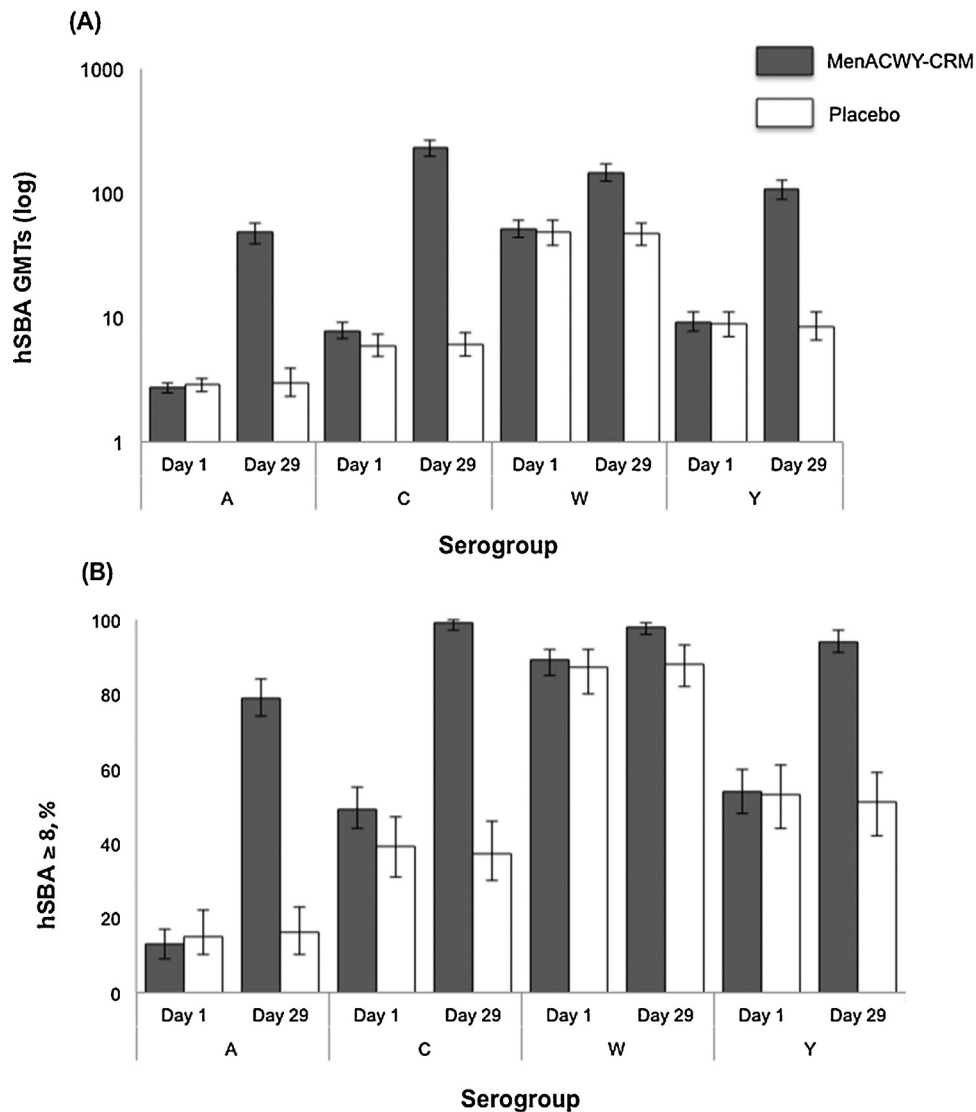 (A)
MenACWY-CRM
Placebo
hSBA GMTs (log)
1000
100
10
1
Day 1 Day 29 Day 1 Day 29 Day 1 Day 29 Day 1 Day 29
A C W Y
Serogroup
(B)
hSBA ≥ 8, %
100
80
60
40
20
0
Day 1 Day 29 Day 1 Day 29 Day 1 Day 29 Day 1 Day 29
A C W Y
Serogroup